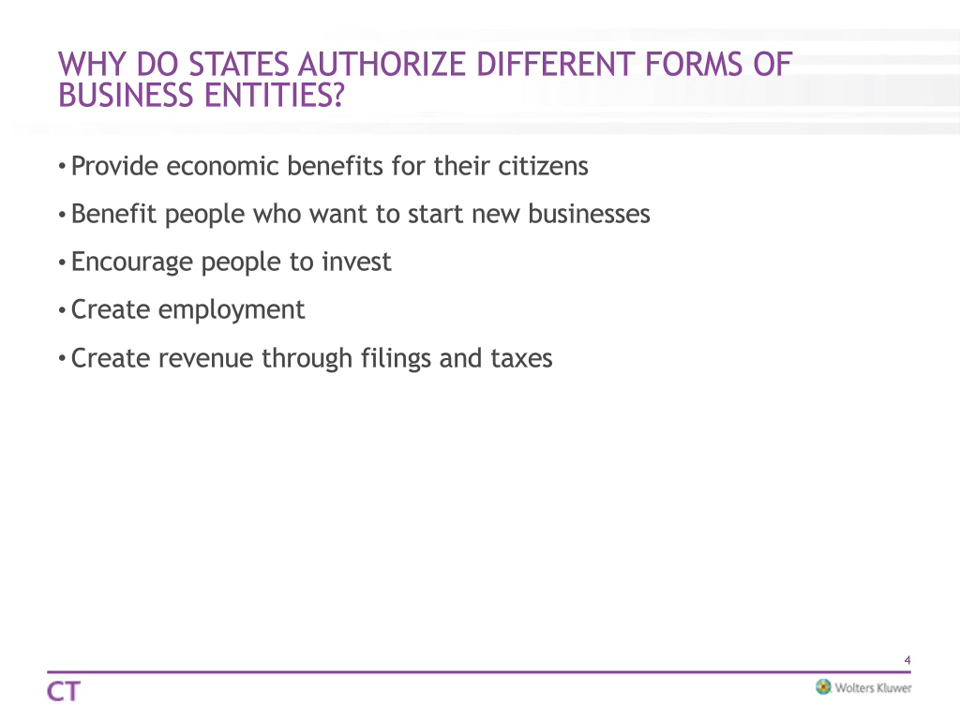 WHY DO STATES AUTHORIZE DIFFERENT FORMS OF
BUSINESS ENTITIES?
• Provide economic benefits for their citizens
• Benefit people who want to start new businesses
• Encourage people to invest
• Create employment
• Create revenue through filings and taxes
4
CT
Wolters Kluwer